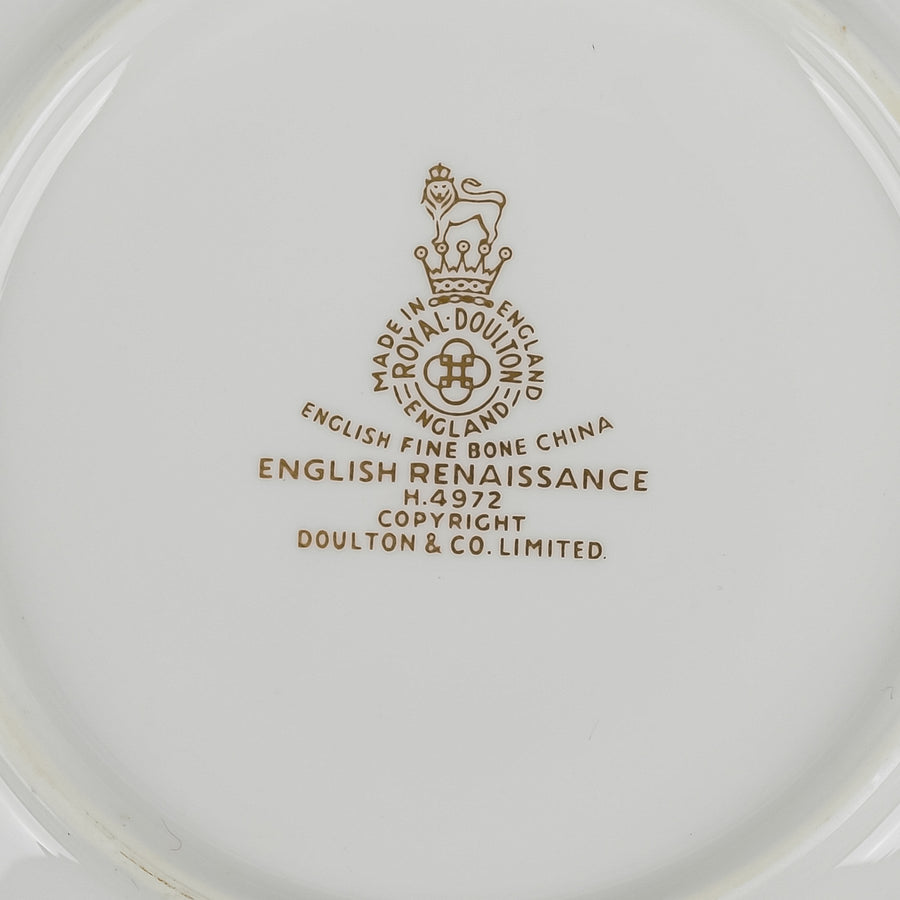 MADE IN ENGLAND
ROYAL·DOULTON
ENGLAND
ENGLISH FINE BONE CHINA
ENGLISH RENAISSANCE
H.4972
COPYRIGHT
DOULTON & CO. LIMITED.